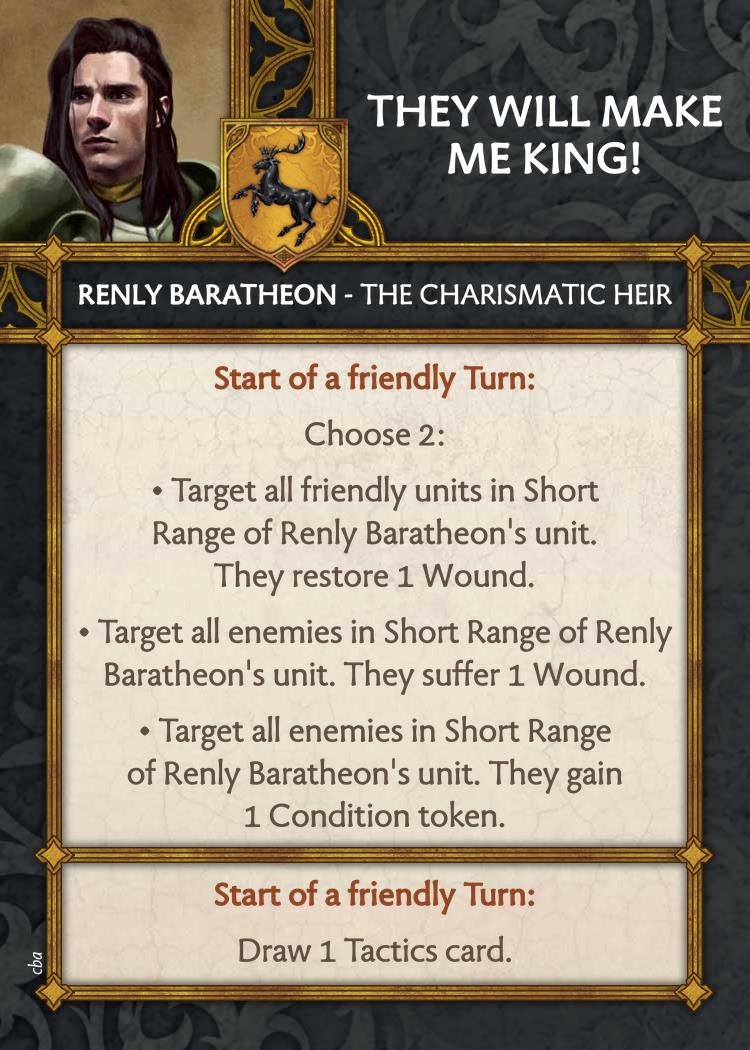 THEY WILL MAKE
ME KING!
RENLY BARATHEON - THE CHARISMATIC HEIR
Start of a friendly Turn:
Choose 2:
• Target all friendly units in Short
Range of Renly Baratheon's unit.
They restore 1 Wound.
• Target all enemies in Short Range of Renly
Baratheon's unit. They suffer 1 Wound.
• Target all enemies in Short Range
of Renly Baratheon's unit. They gain
1 Condition token.
Start of a friendly Turn:
Draw 1 Tactics card.
cba